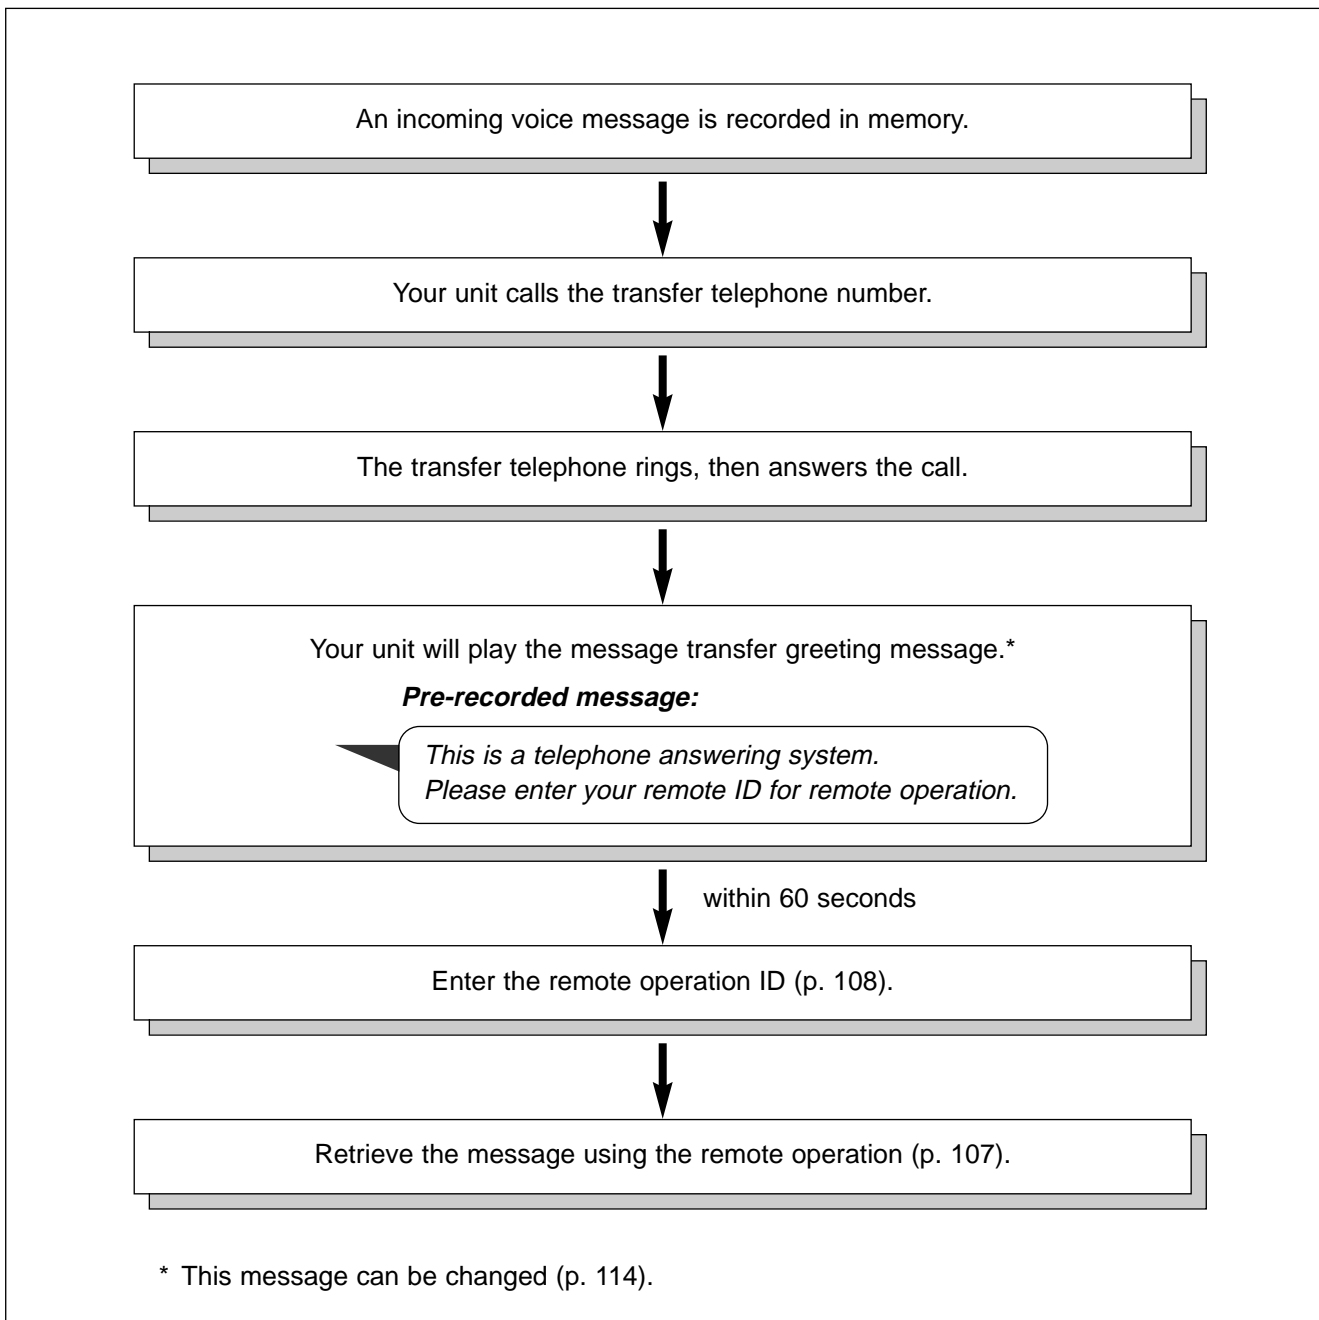 An incoming voice message is recorded in memory.
Your unit calls the transfer telephone number.
The transfer telephone rings, then answers the call.
Your unit will play the message transfer greeting message.*
Pre-recorded message:
This is a telephone answering system.
Please enter your remote ID for remote operation.
within 60 seconds
Enter the remote operation ID (p. 108).
Retrieve the message using the remote operation (p. 107).
* This message can be changed (p. 114).